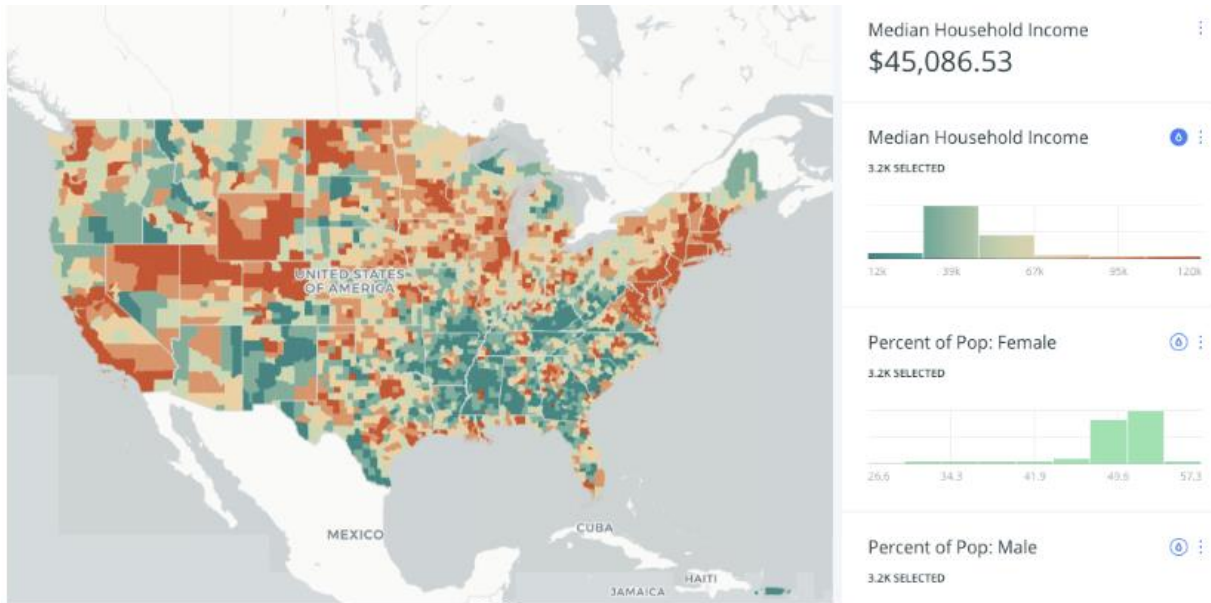 UNITED STATES
OF AMERICA
MEXICO
CUBA
HAITI
JAMAICA
Median Household Income
$45,086.53
Median Household Income
3.2K SELECTED
12k 39k 67k 95k 120k
Percent of Pop: Female
3.2K SELECTED
26.6 34.3 41.9 49.6 57.3
Percent of Pop: Male
3.2K SELECTED